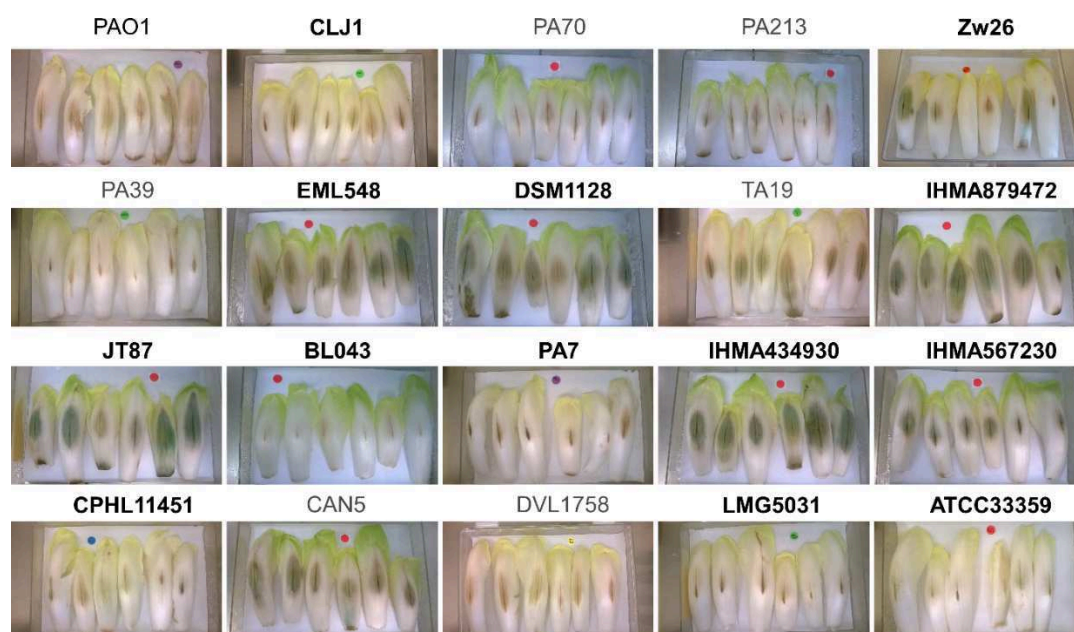 PAO1 CLJ1 PA70 PA213 Zw26
PA39 EML548 DSM1128 TA19 IHMA879472
JT87 BL043 PA7 IHMA434930 IHMA567230
CPHL11451 CAN5 DVL1758 LMG5031 ATCC33359